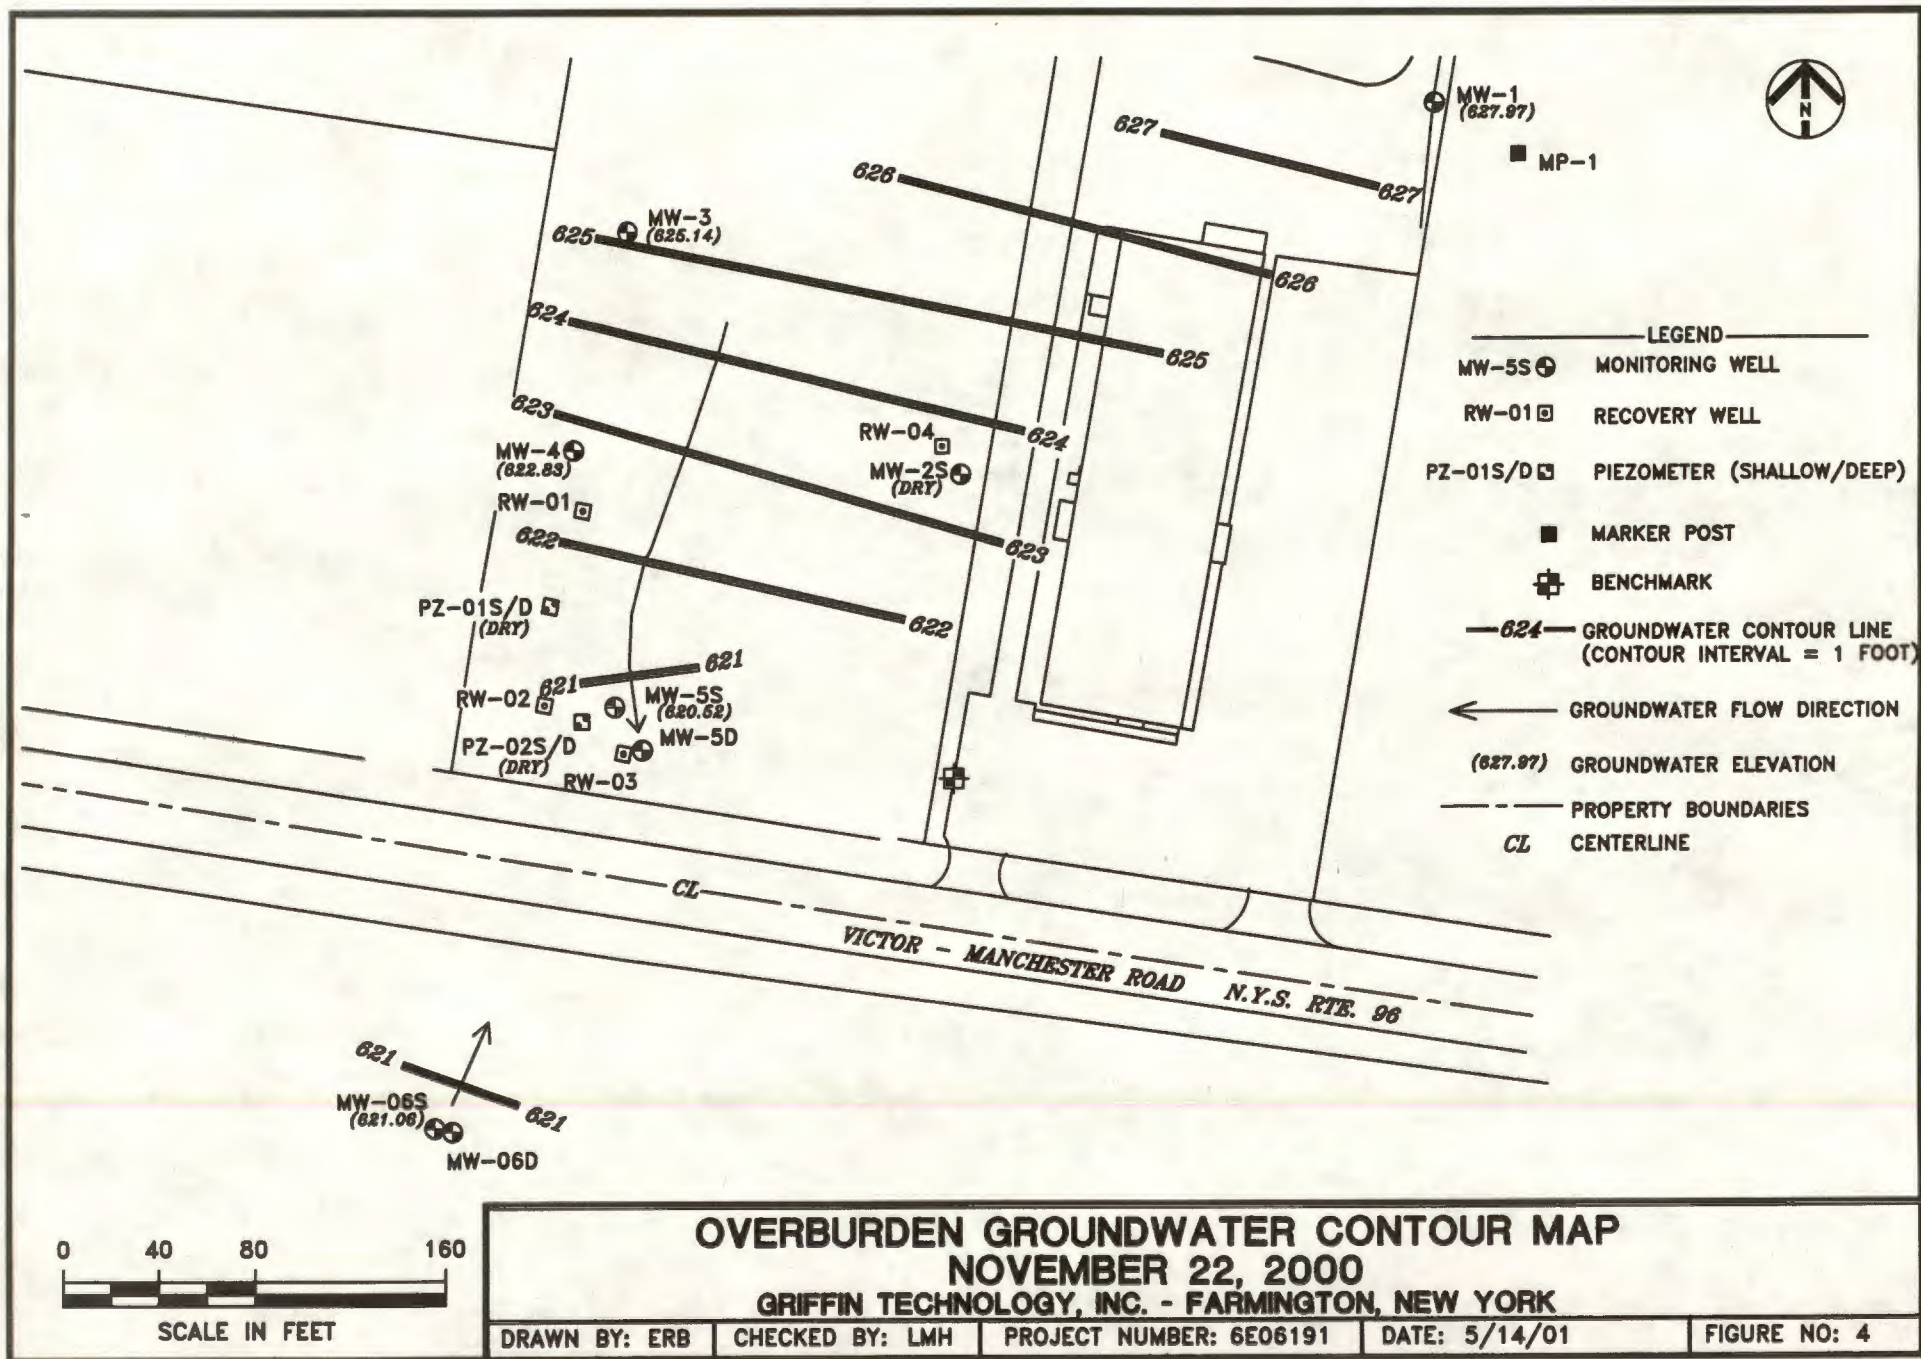 MW-1
(627.97)
N
MP-1
627
627
626
626
MW-3
(625.14)
625
625
624
624
623
623
RW-04
MW-2S
(DRY)
MW-4
(622.83)
RW-01
622
622
PZ-01S/D
(DRY)
621
621
RW-02
MW-5S
(620.52)
PZ-02S/D
(DRY)
MW-5D
RW-03
LEGEND
MW-5S MONITORING WELL
RW-01 RECOVERY WELL
PZ-01S/D PIEZOMETER (SHALLOW/DEEP)
MARKER POST
BENCHMARK
624 GROUNDWATER CONTOUR LINE
(CONTOUR INTERVAL = 1 FOOT)
GROUNDWATER FLOW DIRECTION
(627.97) GROUNDWATER ELEVATION
PROPERTY BOUNDARIES
CL CENTERLINE
CL
VICTOR - MANCHESTER ROAD N.Y.S. RTE. 96
621
621
MW-06S
(621.06)
MW-06D
0 40 80 160
SCALE IN FEET
OVERBURDEN GROUNDWATER CONTOUR MAP
NOVEMBER 22, 2000
GRIFFIN TECHNOLOGY, INC. - FARMINGTON, NEW YORK
DRAWN BY: ERB CHECKED BY: LMH PROJECT NUMBER: 6E06191 DATE: 5/14/01 FIGURE NO: 4